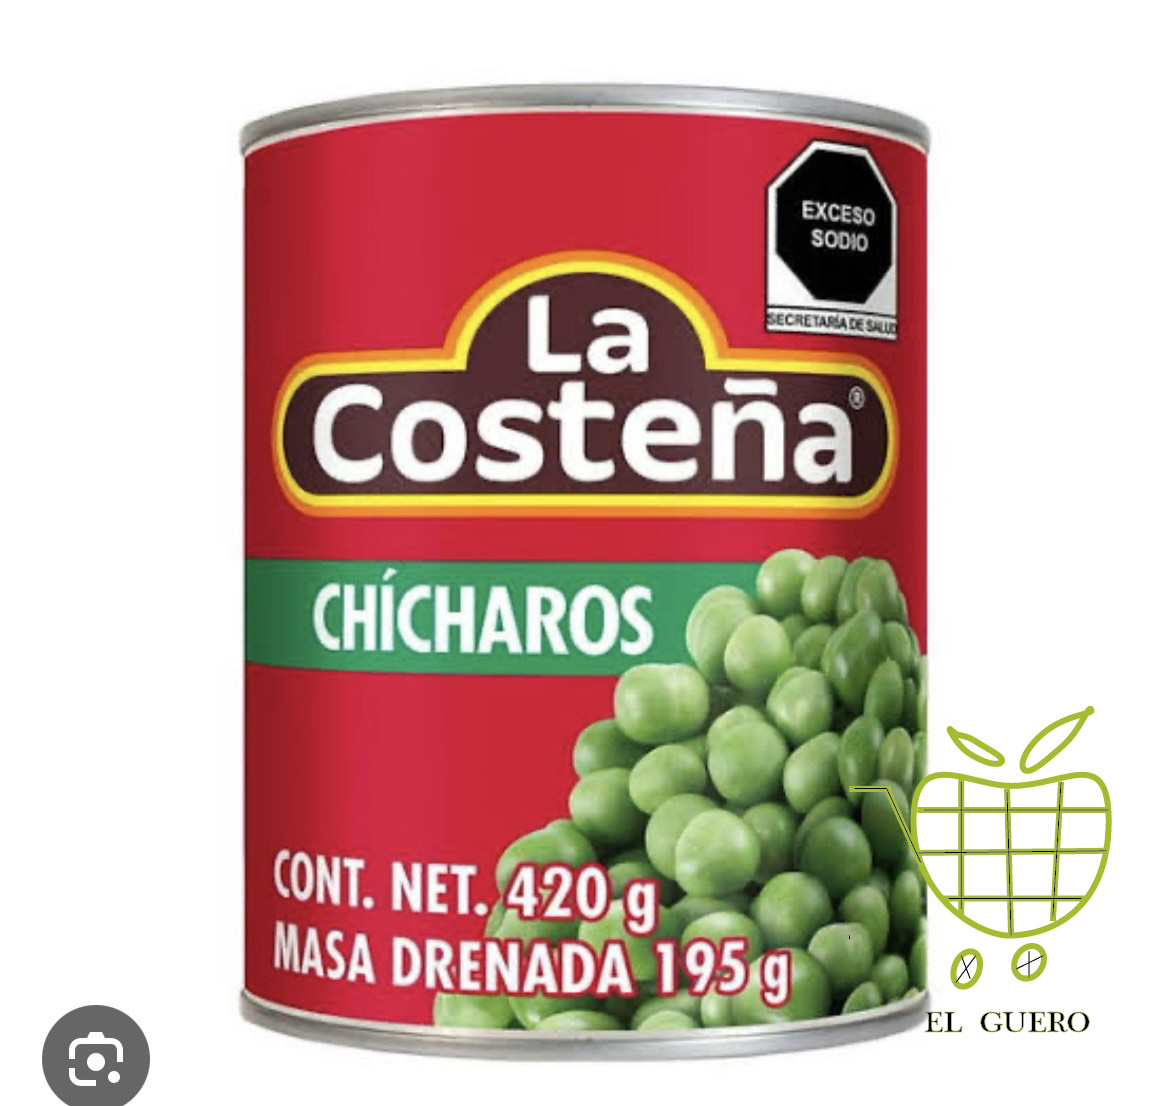 EXCESO
SODIO
SECRETARÍA DE SALUD
La
Costeña®
CHÍCHAROS
CONT. NET. 420 g
MASA DRENADA 195 g
EL GUERO